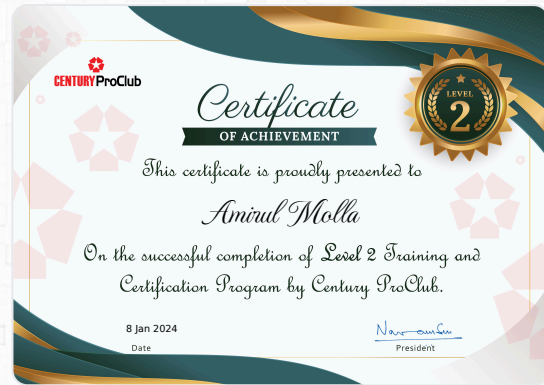 CENTURY ProClub
Certificate
OF ACHIEVEMENT
LEVEL
2
This certificate is proudly presented to
Amirul Molla
On the successful completion of Level 2 Training and
Certification Program by Century ProClub.
8 Jan 2024
Date
President